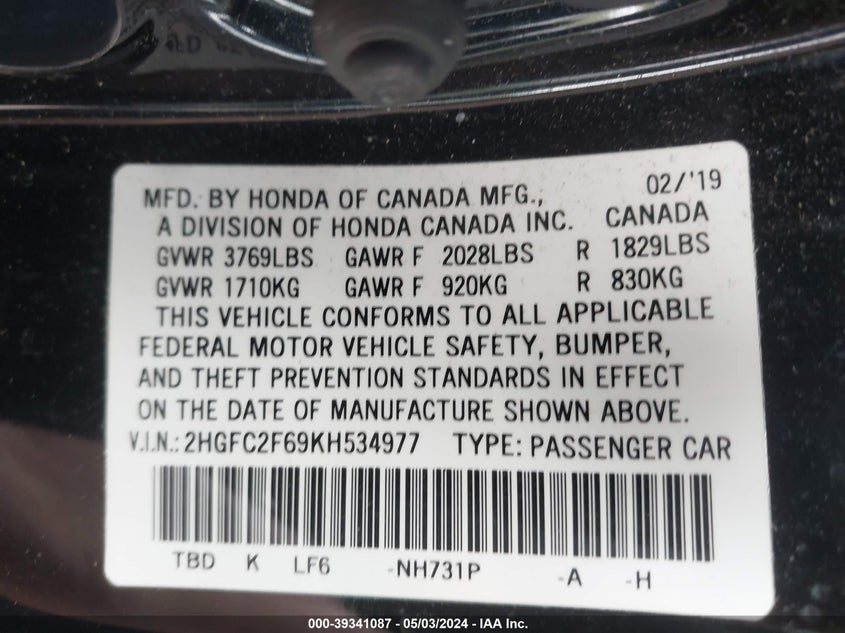 MFD. BY HONDA OF CANADA MFG., 02/'19
A DIVISION OF HONDA CANADA INC. CANADA
GVWR 3769LBS GAWR F 2028LBS R 1829LBS
GVWR 1710KG GAWR F 920KG R 830KG
THIS VEHICLE CONFORMS TO ALL APPLICABLE
FEDERAL MOTOR VEHICLE SAFETY, BUMPER,
AND THEFT PREVENTION STANDARDS IN EFFECT
ON THE DATE OF MANUFACTURE SHOWN ABOVE.
V.I.N.: 2HGFC2F69KH534977 TYPE: PASSENGER CAR
TBD K LF6 -NH731P -A -H
000-39341087 - 05/03/2024 - IAA Inc.